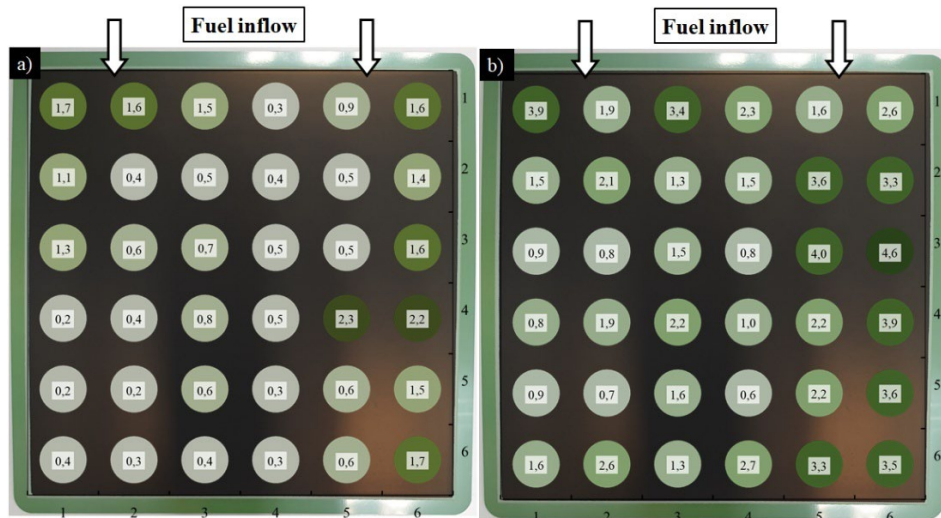 Fuel inflow
a)
1,7 1,6 1,5 0,3 0,9 1,6 1
1,1 0,4 0,5 0,4 0,5 1,4 2
1,3 0,6 0,7 0,5 0,5 1,6 3
0,2 0,4 0,8 0,5 2,3 2,2 4
0,2 0,2 0,6 0,3 0,6 1,5 5
0,4 0,3 0,4 0,3 0,6 1,7 6
1 2 3 4 5 6
Fuel inflow
b)
3,9 1,9 3,4 2,3 1,6 2,6 1
1,5 2,1 1,3 1,5 3,6 3,3 2
0,9 0,8 1,5 0,8 4,0 4,6 3
0,8 1,9 2,2 1,0 2,2 3,9 4
0,9 0,7 1,6 0,6 2,2 3,6 5
1,6 2,6 1,3 2,7 3,3 3,5 6
1 2 3 4 5 6